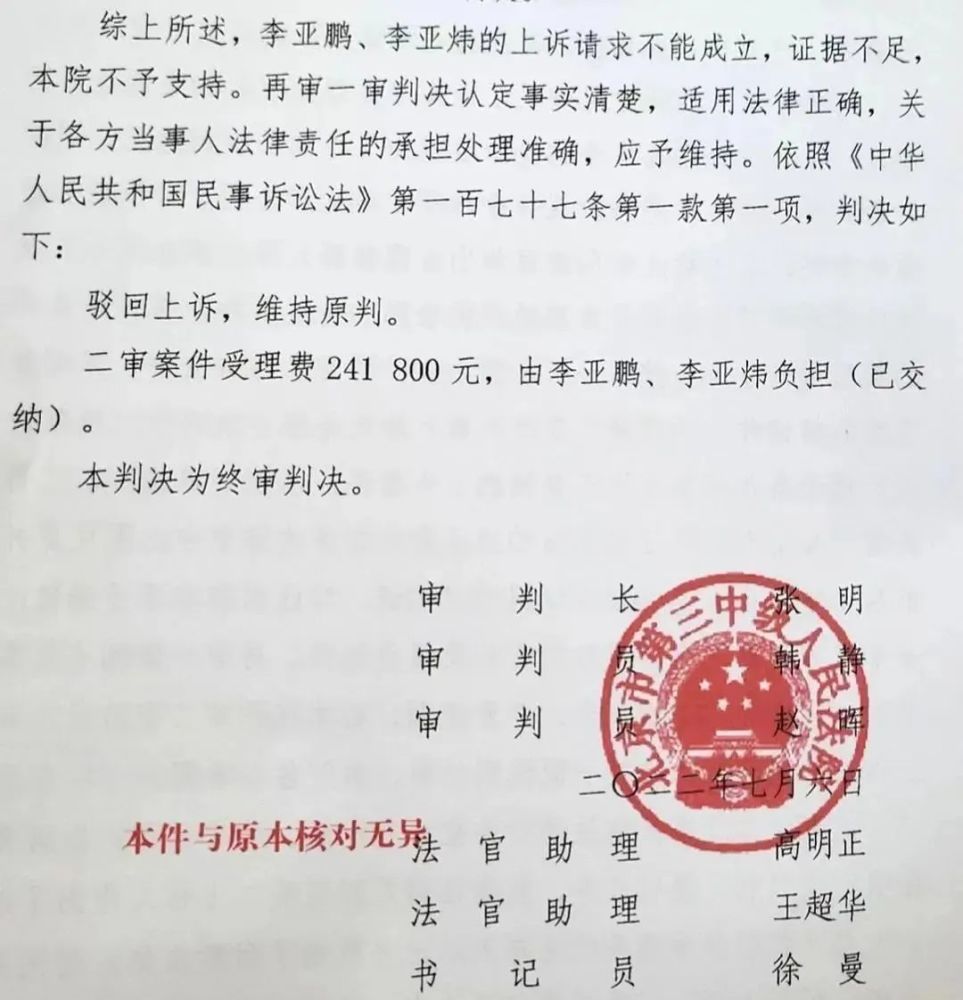 综上所述，李亚鹏、李亚炜的上诉请求不能成立，证据不足，
本院不予支持。再审一审判决认定事实清楚，适用法律正确，关
于各方当事人法律责任的承担处理准确，应予维持。依照《中华
人民共和国民事诉讼法》第一百七十七条第一款第一项，判决如
下：
驳回上诉，维持原判。
二审案件受理费 241 800 元，由李亚鹏、李亚炜负担（已交
纳）。
本判决为终审判决。
审 判 长 张 明
审 判 员 韩 静
审 判 员 赵 晖
北京市第三中级人民法院
二〇二二年七月六日
本件与原本核对无异
法 官 助 理 高明正
法 官 助 理 王超华
书 记 员 徐 曼